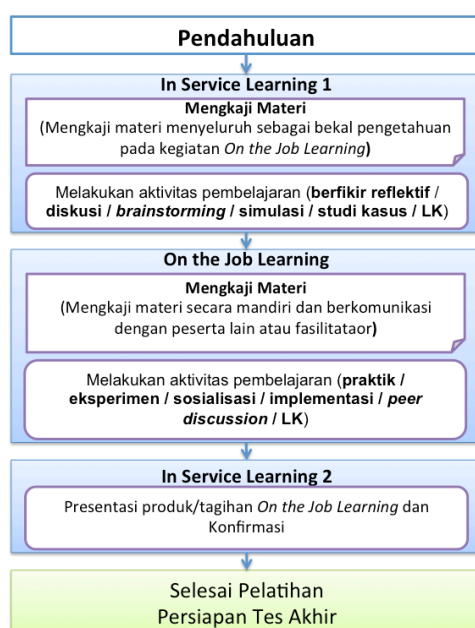 Pendahuluan
In Service Learning 1
Mengkaji Materi
(Mengkaji materi menyeluruh sebagai bekal pengetahuan
pada kegiatan On the Job Learning)
Melakukan aktivitas pembelajaran (berfikir reflektif /
diskusi / brainstorming / simulasi / studi kasus / LK)
On the Job Learning
Mengkaji Materi
(Mengkaji materi secara mandiri dan berkomunikasi
dengan peserta lain atau fasilitataor)
Melakukan aktivitas pembelajaran (praktik /
eksperimen / sosialisasi / implementasi / peer
discussion / LK)
In Service Learning 2
Presentasi produk/tagihan On the Job Learning dan
Konfirmasi
Selesai Pelatihan
Persiapan Tes Akhir